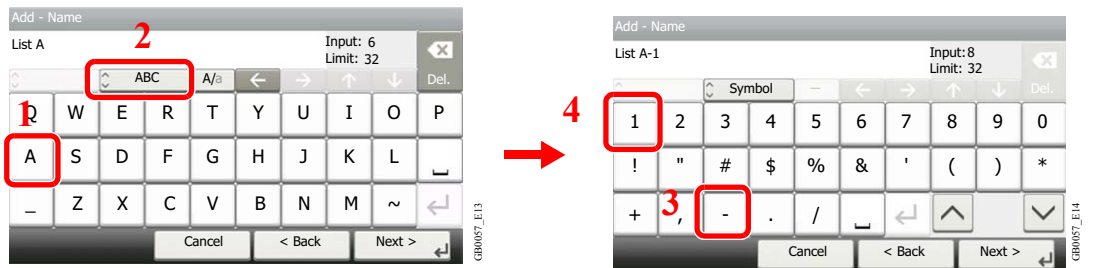 Add - Name
List A
2
Input: 6
Limit: 32
ABC
A/a
Del.
1
Q W E R T Y U I O P
A S D F G H J K L
_ Z X C V B N M ~
Cancel
< Back
Next >
GB0057_E13
Add - Name
List A-1
Input:8
Limit: 32
Symbol
Del.
4
1 2 3 4 5 6 7 8 9 0
! " # $ % & ' ( ) *
3
+ , - . /
Cancel
< Back
Next >
GB0057_E14